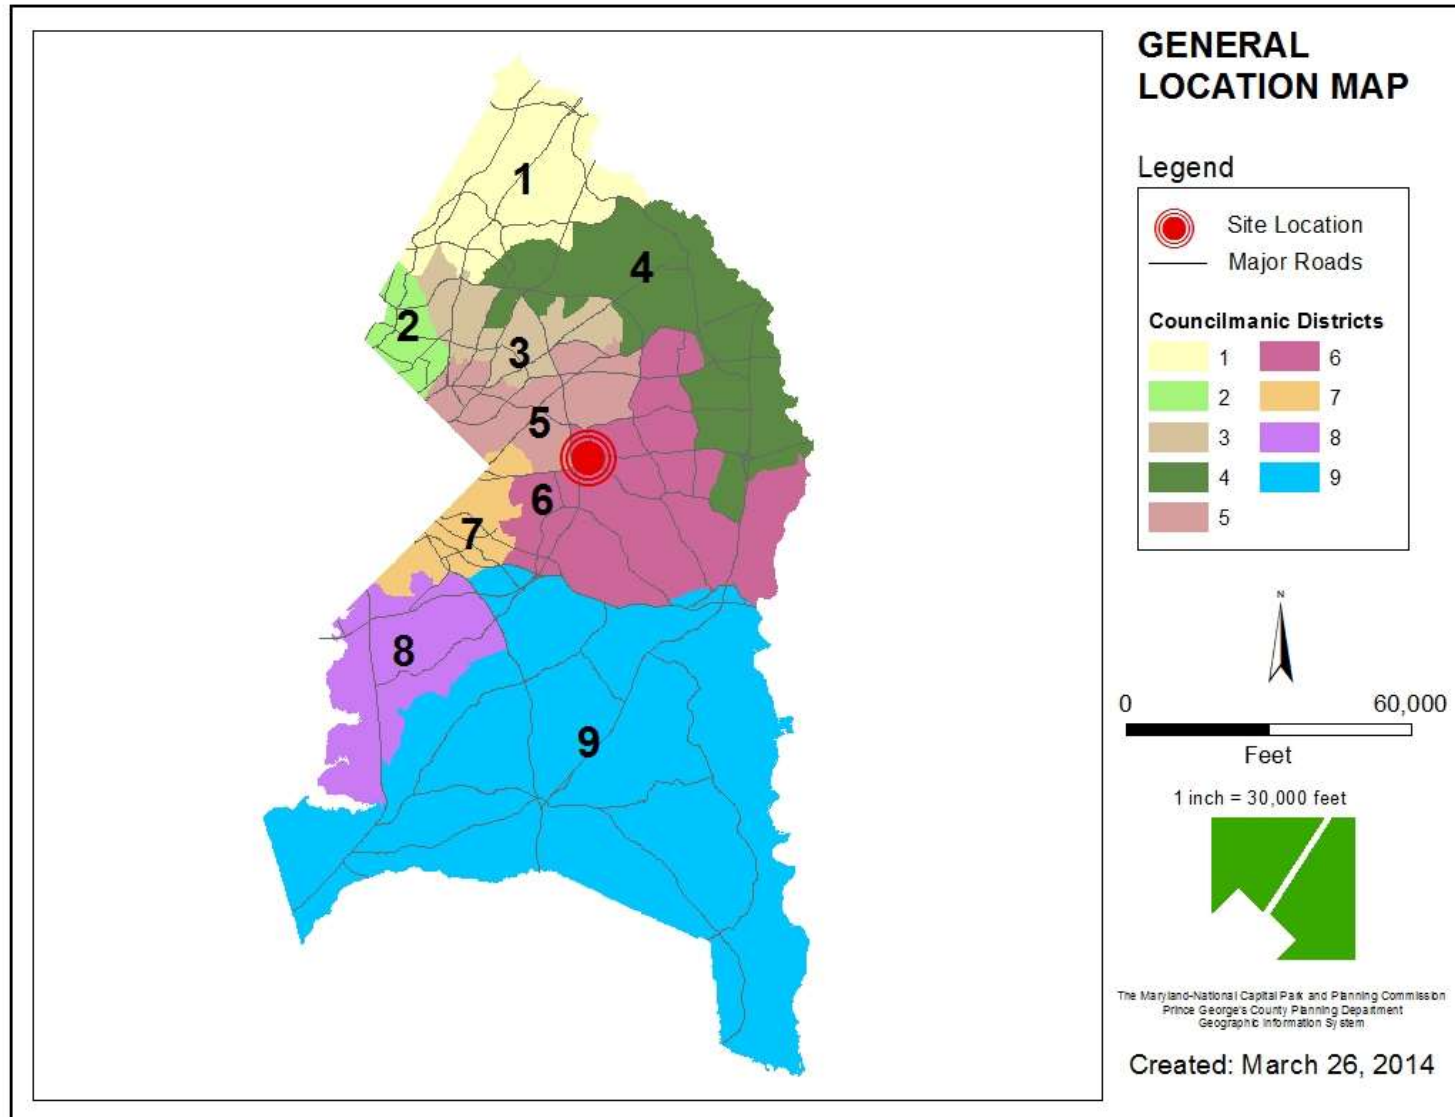 GENERAL
LOCATION MAP
Legend
Site Location
Major Roads
Councilmanic Districts
1 6
2 7
3 8
4 9
5
N
0 60,000
Feet
1 inch = 30,000 feet
The Maryland-National Capital Park and Planning Commission
Prince George's County Planning Department
Geographic Information System
Created: March 26, 2014
1
4
2
3
5
6
7
8
9